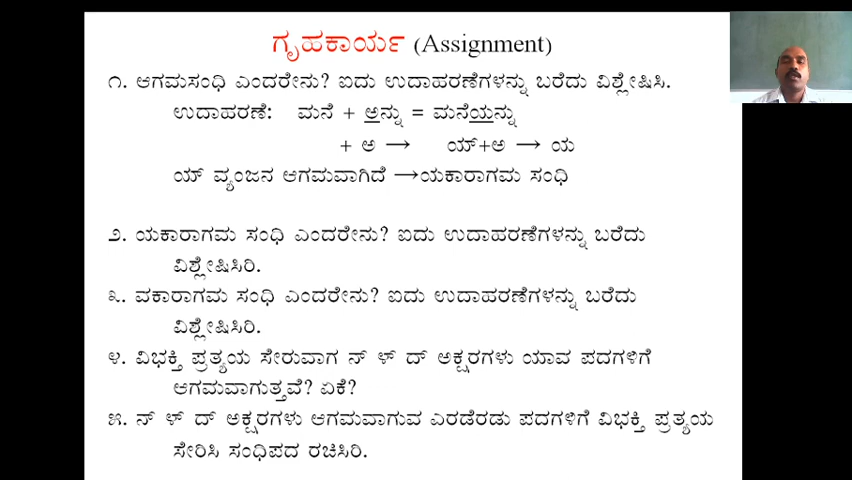 ಗೃಹಕಾರ್ಯ (Assignment)
೧. ಆಗಮಸಂಧಿ ಎಂದರೇನು? ಐದು ಉದಾಹರಣೆಗಳನ್ನು ಬರೆದು ವಿಶ್ಲೇಷಿಸಿ.
ಉದಾಹರಣೆ: ಮನೆ + ಅನ್ನು = ಮನೆಯನ್ನು
+ ಅ → ಯ್+ಅ → ಯ
ಯ್ ವ್ಯಂಜನ ಆಗಮವಾಗಿದೆ →ಯಕಾರಾಗಮ ಸಂಧಿ
೨. ಯಕಾರಾಗಮ ಸಂಧಿ ಎಂದರೇನು? ಐದು ಉದಾಹರಣೆಗಳನ್ನು ಬರೆದು
ವಿಶ್ಲೇಷಿಸಿರಿ.
೩. ವಕಾರಾಗಮ ಸಂಧಿ ಎಂದರೇನು? ಐದು ಉದಾಹರಣೆಗಳನ್ನು ಬರೆದು
ವಿಶ್ಲೇಷಿಸಿರಿ.
೪. ವಿಭಕ್ತಿ ಪ್ರತ್ಯಯ ಸೇರುವಾಗ ನ್ ಳ್ ದ್ ಅಕ್ಷರಗಳು ಯಾವ ಪದಗಳಿಗೆ
ಆಗಮವಾಗುತ್ತವೆ? ಏಕೆ?
೫. ನ್ ಳ್ ದ್ ಅಕ್ಷರಗಳು ಆಗಮವಾಗುವ ಎರಡೆರಡು ಪದಗಳಿಗೆ ವಿಭಕ್ತಿ ಪ್ರತ್ಯಯ
ಸೇರಿಸಿ ಸಂಧಿಪದ ರಚಿಸಿರಿ.